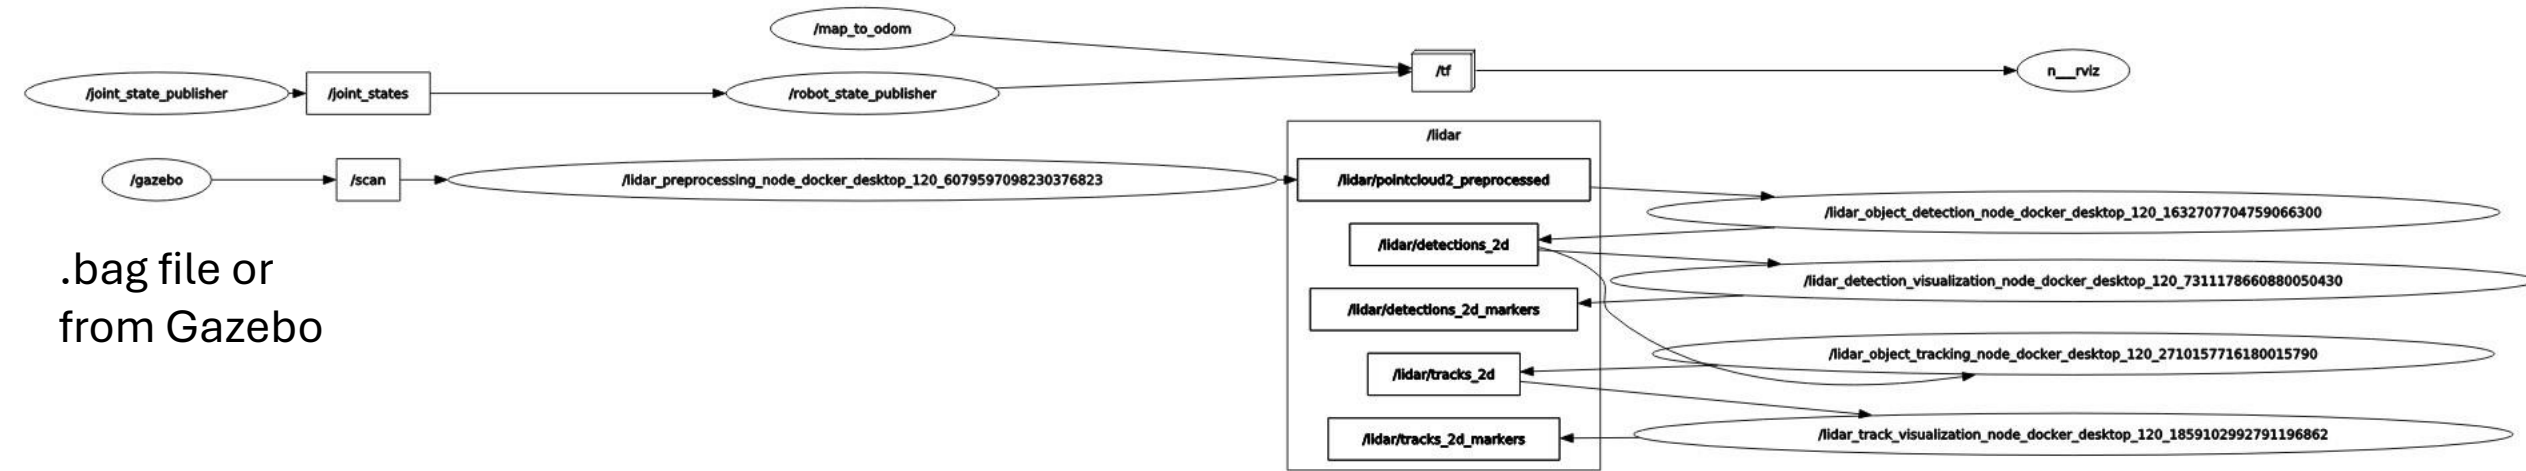 /map_to_odom
/tf
n__rviz
/joint_state_publisher
/joint_states
/robot_state_publisher
/lidar
/gazebo
/scan
/lidar_preprocessing_node_docker_desktop_120_6079597098230376823
/lidar/pointcloud2_preprocessed
/lidar_object_detection_node_docker_desktop_120_1632707704759066300
/lidar/detections_2d
.bag file or
from Gazebo
/lidar_detection_visualization_node_docker_desktop_120_7311178660880050430
/lidar/detections_2d_markers
/lidar_object_tracking_node_docker_desktop_120_2710157716180015790
/lidar/tracks_2d
/lidar_track_visualization_node_docker_desktop_120_1859102992791196862
/lidar/tracks_2d_markers